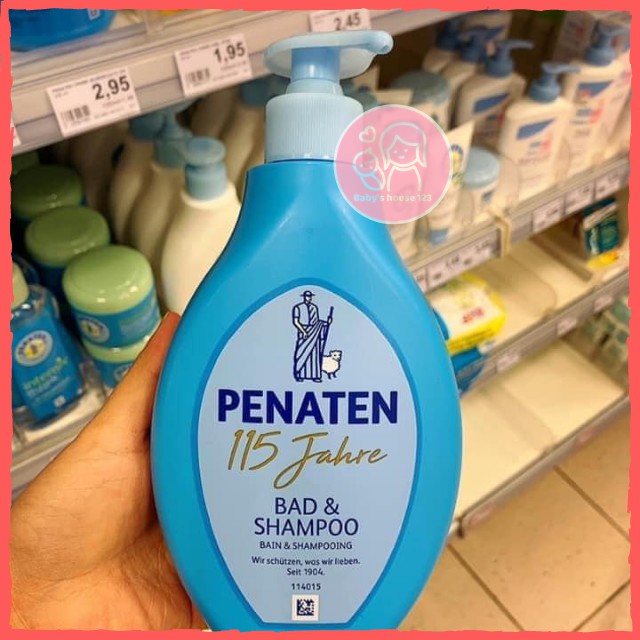 2.45
1,95
2,95
Baby's house123
PENATEN
115 Jahre
BAD &
SHAMPOO
BAIN & SHAMPOOING
Wir schützen, was wir lieben.
Seit 1904.
114015